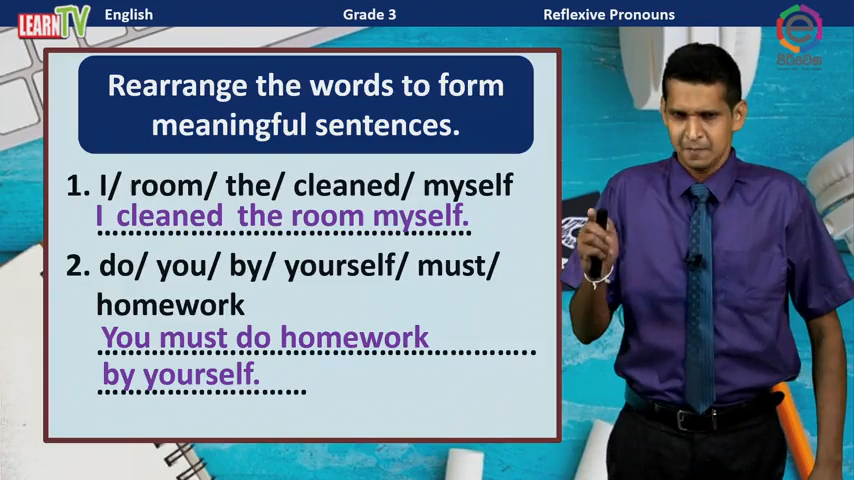 LEARN TV
English
Grade 3
Reflexive Pronouns
Rearrange the words to form
meaningful sentences.
1. I/ room/ the/ cleaned/ myself
I cleaned the room myself.
2. do/ you/ by/ yourself/ must/
homework
You must do homework
by yourself.